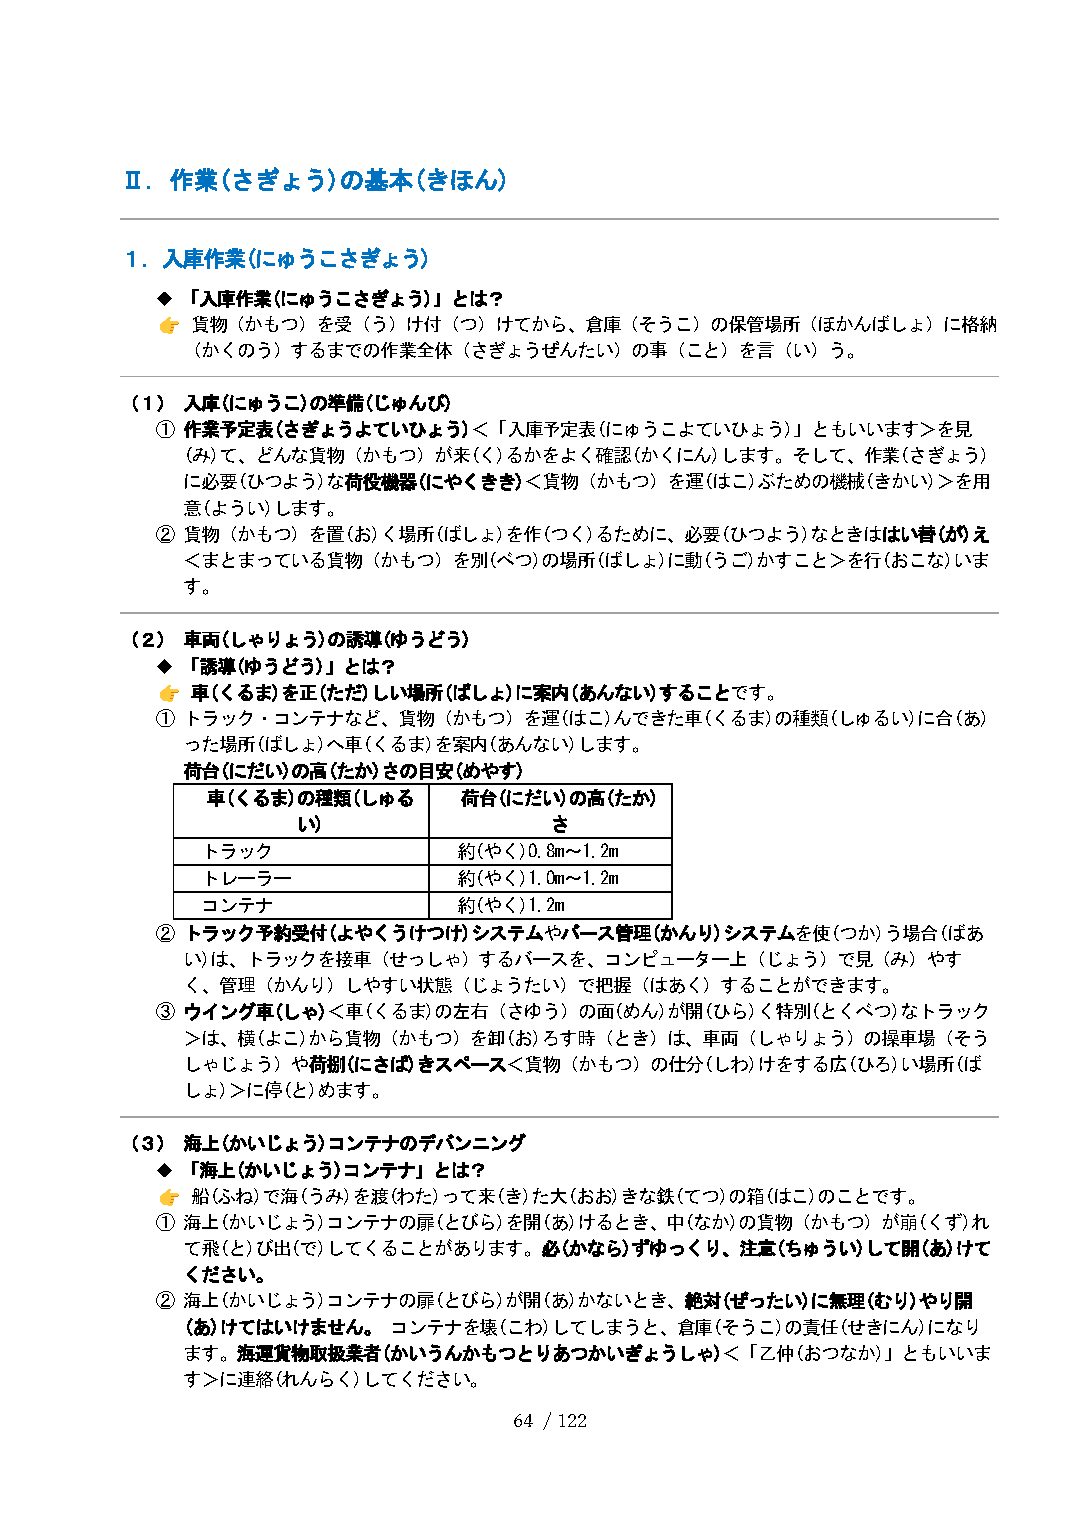 Ⅱ. 作業(さぎょう)の基本(きほん)
１. 入庫作業(にゅうこさぎょう)
◆ 「入庫作業(にゅうこさぎょう)」とは？
👉 貨物（かもつ）を受（う）け付（つ）けてから、倉庫（そうこ）の保管場所（ほかんばしょ）に格納
（かくのう）するまでの作業全体（さぎょうぜんたい）の事（こと）を言（い）う。
（１） 入庫(にゅうこ)の準備(じゅんび)
① 作業予定表(さぎょうよていひょう)＜「入庫予定表(にゅうこよていひょう)」ともいいます＞を見
(み)て、どんな貨物（かもつ）が来(く)るかをよく確認(かくにん)します。そして、作業(さぎょう)
に必要(ひつよう)な荷役機器(にやくきき)＜貨物（かもつ）を運(はこ)ぶための機械(きかい)＞を用
意(ようい)します。
② 貨物（かもつ）を置(お)く場所(ばしょ)を作(つく)るために、必要(ひつよう)なときははい替(が)え
＜まとまっている貨物（かもつ）を別(べつ)の場所(ばしょ)に動(うご)かすこと＞を行(おこな)いま
す。
（２） 車両(しゃりょう)の誘導(ゆうどう)
◆ 「誘導(ゆうどう)」とは？
👉 車(くるま)を正(ただ)しい場所(ばしょ)に案内(あんない)することです。
① トラック・コンテナなど、貨物（かもつ）を運(はこ)んできた車(くるま)の種類(しゅるい)に合(あ)
った場所(ばしょ)へ車(くるま)を案内(あんない)します。
荷台(にだい)の高(たか)さの目安(めやす)
車(くるま)の種類(しゅる 荷台(にだい)の高(たか)
い) さ
トラック 約(やく)0.8m～1.2m
トレーラー 約(やく)1.0m～1.2m
コンテナ 約(やく)1.2m
② トラック予約受付(よやくうけつけ)システムやバース管理(かんり)システムを使(つか)う場合(ばあ
い)は、トラックを接車（せっしゃ）するバースを、コンピューター上（じょう）で見（み）やす
く、管理（かんり）しやすい状態（じょうたい）で把握（はあく）することができます。
③ ウイング車(しゃ)＜車(くるま)の左右（さゆう）の面(めん)が開(ひら)く特別(とくべつ)なトラック
＞は、横(よこ)から貨物（かもつ）を卸(お)ろす時（とき）は、車両（しゃりょう）の操車場（そう
しゃじょう）や荷捌(にさば)きスペース＜貨物（かもつ）の仕分(しわ)けをする広(ひろ)い場所(ば
しょ)＞に停(と)めます。
（３） 海上(かいじょう)コンテナのデバンニング
◆ 「海上(かいじょう)コンテナ」とは？
👉 船(ふね)で海(うみ)を渡(わた)って来(き)た大(おお)きな鉄(てつ)の箱(はこ)のことです。
① 海上(かいじょう)コンテナの扉(とびら)を開(あ)けるとき、中(なか)の貨物（かもつ）が崩(くず)れ
て飛(と)び出(で)してくることがあります。必(かなら)ずゆっくり、注意(ちゅうい)して開(あ)けて
ください。
② 海上(かいじょう)コンテナの扉(とびら)が開(あ)かないとき、絶対(ぜったい)に無理(むり)やり開
(あ)けてはいけません。 コンテナを壊(こわ)してしまうと、倉庫(そうこ)の責任(せきにん)になり
ます。海運貨物取扱業者(かいうんかもつとりあつかいぎょうしゃ)＜「乙仲(おつなか)」ともいいま
す＞に連絡(れんらく)してください。
64 / 122